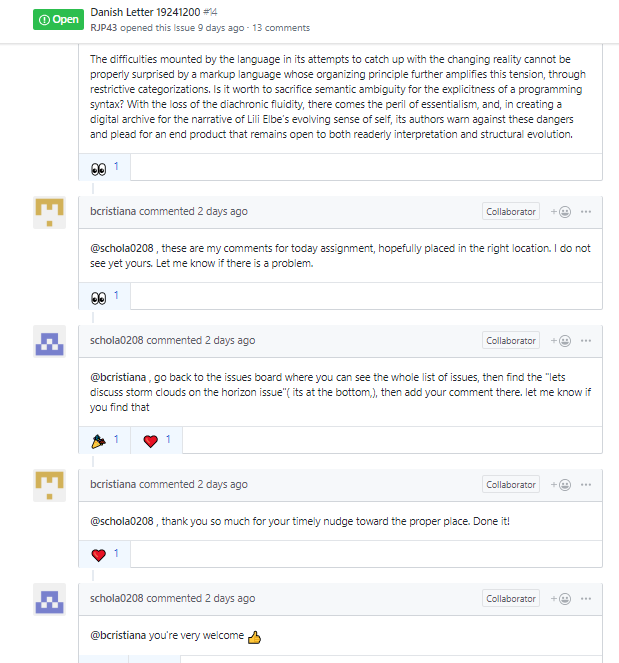 Open
Danish Letter 19241200 #14
RJP43 opened this Issue 9 days ago · 13 comments
The difficulties mounted by the language in its attempts to catch up with the changing reality cannot be
properly surprised by a markup language whose organizing principle further amplifies this tension, through
restrictive categorizations. Is it worth to sacrifice semantic ambiguity for the explicitness of a programming
syntax? With the loss of the diachronic fluidity, there comes the peril of essentialism, and, in creating a
digital archive for the narrative of Lili Elbe's evolving sense of self, its authors warn against these dangers
and plead for an end product that remains open to both readerly interpretation and structural evolution.
1
bcristiana commented 2 days ago
Collaborator
@schola0208 , these are my comments for today assignment, hopefully placed in the right location. I do not
see yet yours. Let me know if there is a problem.
1
schola0208 commented 2 days ago
Collaborator
@bcristiana , go back to the issues board where you can see the whole list of issues, then find the "lets
discuss storm clouds on the horizon issue"( its at the bottom,), then add your comment there. let me know if
you find that
1 1
bcristiana commented 2 days ago
Collaborator
@schola0208 , thank you so much for your timely nudge toward the proper place. Done it!
1
schola0208 commented 2 days ago
Collaborator
@bcristiana you're very welcome